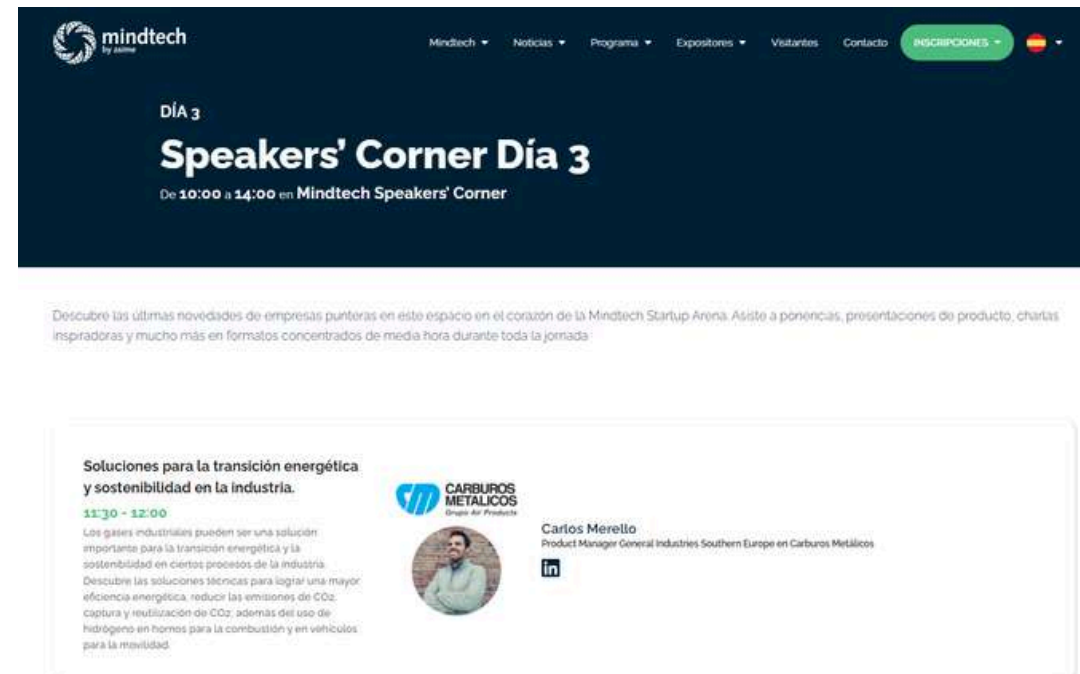 mindtech
by asime
Mindtech
Noticias
Programa
Expositores
Visitantes
Contacto
INSCRIPCIONES
DÍA 3
Speakers' Corner Día 3
De 10:00 a 14:00 en Mindtech Speakers' Corner
Descubre las últimas novedades de empresas punteras en este espacio en el corazón de la Mindtech Startup Arena. Asiste a ponencias, presentaciones de producto, charlas
inspiradoras y mucho más en formatos concentrados de media hora durante toda la jornada
Soluciones para la transición energética
y sostenibilidad en la industria.
11:30 - 12:00
Los gases industriales pueden ser una solución
importante para la transición energética y la
sostenibilidad en ciertos procesos de la industria.
Descubre las soluciones técnicas para lograr una mayor
eficiencia energética, reducir las emisiones de CO2,
captura y reutilización de CO2, además del uso de
hidrógeno en hornos para la combustión y en vehículos
para la movilidad.
CARBUROS
METALICOS
Grupo Air Products
Carlos Merello
Product Manager General Industries Southern Europe en Carburos Metálicos
in